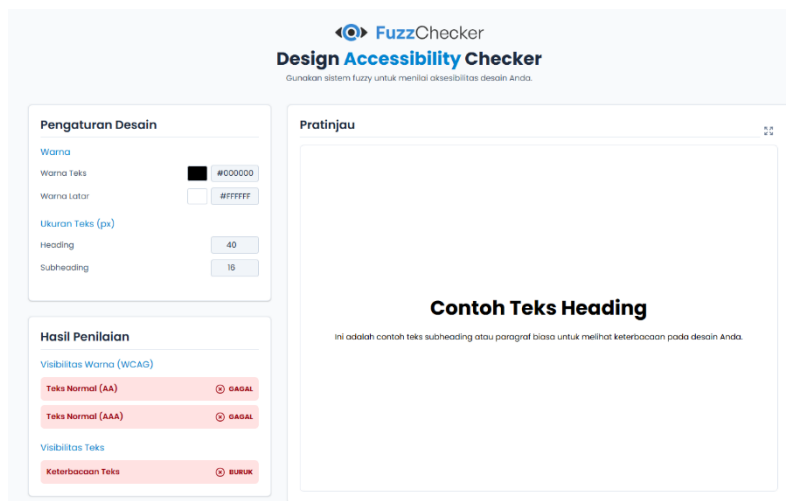 FuzzChecker
Design Accessibility Checker
Gunakan sistem fuzzy untuk menilai aksesibilitas desain Anda.
Pengaturan Desain
Warna
Warna Teks #000000
Warna Latar #FFFFFF
Ukuran Teks (px)
Heading 40
Subheading 16
Hasil Penilaian
Visibilitas Warna (WCAG)
Teks Normal (AA) GAGAL
Teks Normal (AAA) GAGAL
Visibilitas Teks
Keterbacaan Teks BURUK
Pratinjau
Contoh Teks Heading
Ini adalah contoh teks subheading atau paragraf biasa untuk melihat keterbacaan pada desain Anda.